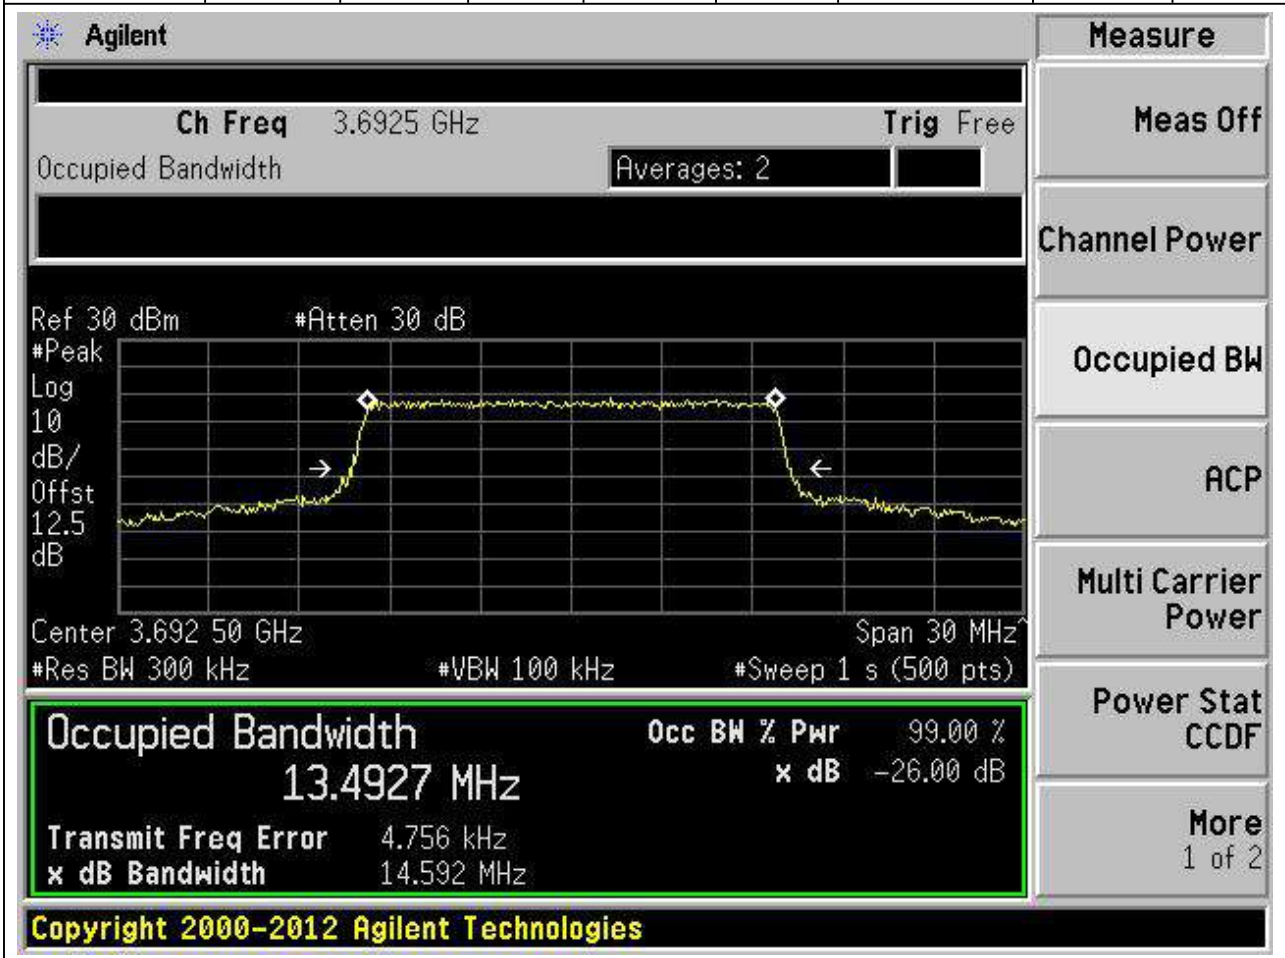 Agilent
Measure
Ch Freq 3.6925 GHz Trig Free
Occupied Bandwidth Averages: 2
Meas Off
Channel Power
Occupied BW
ACP
Multi Carrier
Power
Power Stat
CCDF
More
1 of 2
Ref 30 dBm #Atten 30 dB
#Peak
Log
10
dB/
Offst
12.5
dB
Center 3.692 50 GHz Span 30 MHz^
#Res BW 300 kHz #VBW 100 kHz #Sweep 1 s (500 pts)
Occupied Bandwidth Occ BW % Pwr 99.00 %
13.4927 MHz x dB -26.00 dB
Transmit Freq Error 4.756 kHz
x dB Bandwidth 14.592 MHz
Copyright 2000-2012 Agilent Technologies